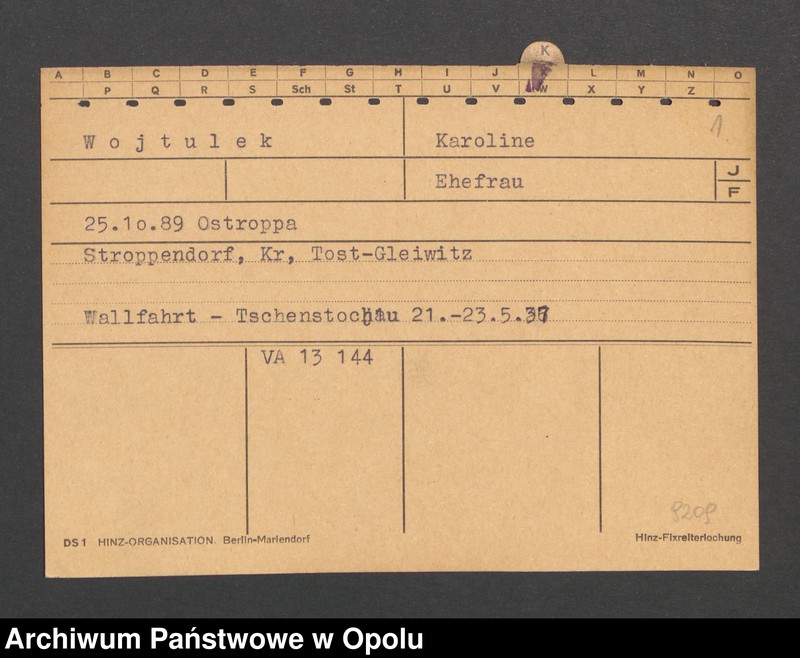 K
A B C D E F G H I J K L M N O
P Q R S Sch St T U V W X Y Z
1
Wojtulek Karoline
Ehefrau J
F
25.1o.89 Ostroppa
Stroppendorf, Kr, Tost-Gleiwitz
Wallfahrt - Tschenstochau 21.-23.5.37
VA 13 144
9209
DS1 HINZ-ORGANISATION. Berlin-Mariendorf Hinz-Fixreiterlochung
Archiwum Państwowe w Opolu